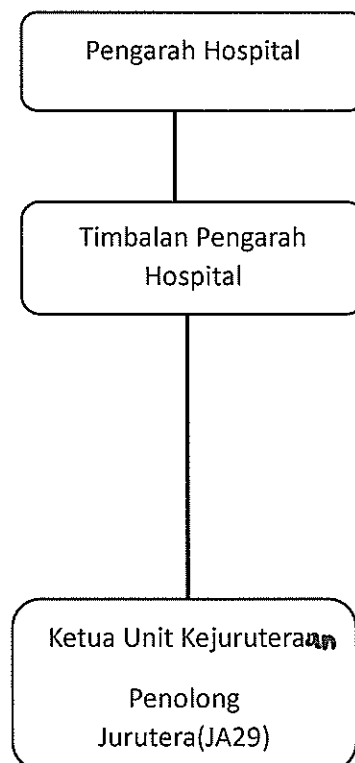 Pengarah Hospital
Timbalan Pengarah
Hospital
Ketua Unit Kejuruteraan
Penolong
Jurutera(JA29)